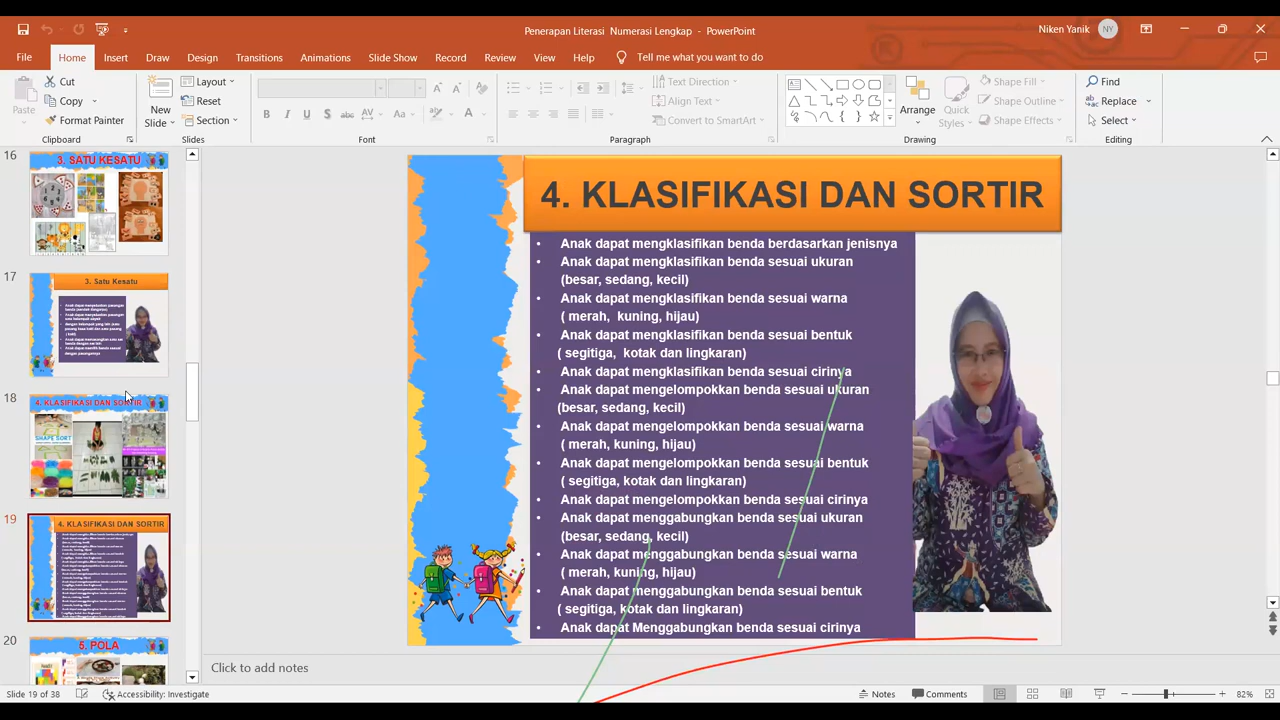 Penerapan Literasi Numerasi Lengkap - PowerPoint
Niken Yanik NY
File Home Insert Draw Design Transitions Animations Slide Show Record Review View Help Tell me what you want to do
Paste
Cut
Copy
Format Painter
Clipboard
New
Slide
Layout
Reset
Section
Slides
Font
Text Direction
Align Text
Convert to SmartArt
Paragraph
Arrange
Quick
Styles
Shape Fill
Shape Outline
Shape Effects
Drawing
Find
Replace
Select
Editing
16
3. SATU KESATU
17
3. Satu Kesatu
18
4. KLASIFIKASI DAN SORTIR
SHAPE SORT
19
4. KLASIFIKASI DAN SORTIR
20
5. POLA
4. KLASIFIKASI DAN SORTIR
• Anak dapat mengklasifikan benda berdasarkan jenisnya
• Anak dapat mengklasifikan benda sesuai ukuran
(besar, sedang, kecil)
• Anak dapat mengklasifikan benda sesuai warna
( merah, kuning, hijau)
• Anak dapat mengklasifikan benda sesuai bentuk
( segitiga, kotak dan lingkaran)
• Anak dapat mengklasifikan benda sesuai cirinya
• Anak dapat mengelompokkan benda sesuai ukuran
(besar, sedang, kecil)
• Anak dapat mengelompokkan benda sesuai warna
( merah, kuning, hijau)
• Anak dapat mengelompokkan benda sesuai bentuk
( segitiga, kotak dan lingkaran)
• Anak dapat mengelompokkan benda sesuai cirinya
• Anak dapat menggabungkan benda sesuai ukuran
(besar, sedang, kecil)
• Anak dapat menggabungkan benda sesuai warna
( merah, kuning, hijau)
• Anak dapat menggabungkan benda sesuai bentuk
( segitiga, kotak dan lingkaran)
• Anak dapat Menggabungkan benda sesuai cirinya
Click to add notes
Slide 19 of 38 Accessibility: Investigate Notes Comments 82%